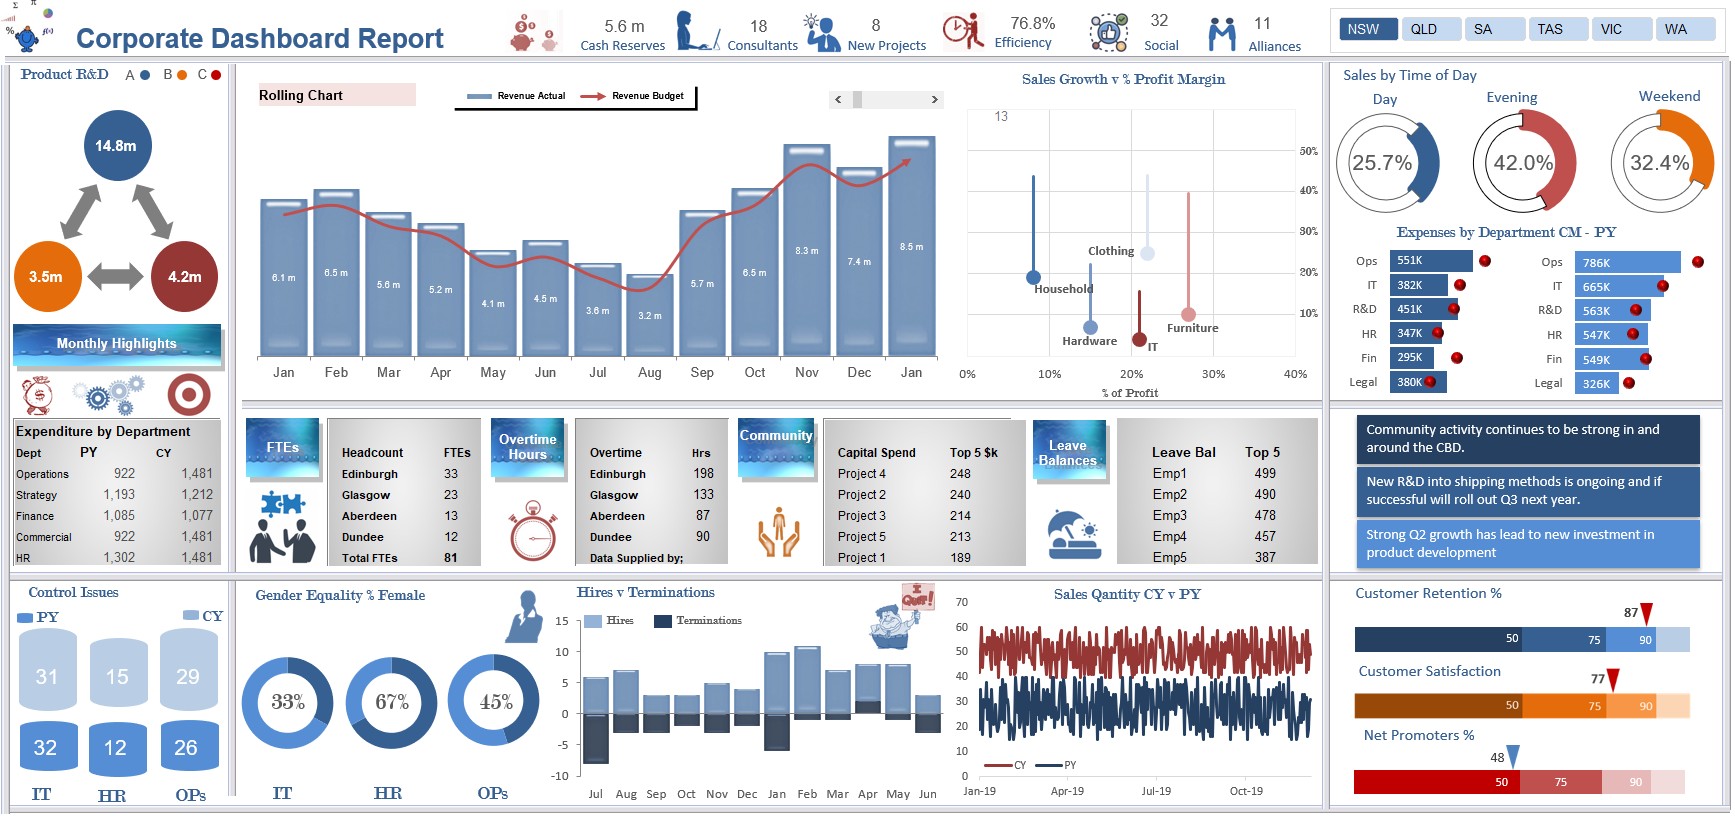 Σ π
% f(x)
Corporate Dashboard Report
5.6 m
Cash Reserves
18
Consultants
8
New Projects
76.8%
Efficiency
32
Social
11
Alliances
NSW QLD SA TAS VIC WA
Product R&D A B C
14.8m
3.5m 4.2m
Monthly Highlights
Expenditure by Department
Dept PY CY
Operations 922 1,481
Strategy 1,193 1,212
Finance 1,085 1,077
Commercial 922 1,481
HR 1,302 1,481
Rolling Chart
Revenue Actual Revenue Budget
6.1 m 6.5 m 5.6 m 5.2 m 4.1 m 4.5 m 3.6 m 3.2 m 5.7 m 6.5 m 8.3 m 7.4 m 8.5 m
Jan Feb Mar Apr May Jun Jul Aug Sep Oct Nov Dec Jan
Sales Growth v % Profit Margin
13
50%
40%
30%
20%
10%
Clothing
Household
Furniture
Hardware
IT
0% 10% 20% 30% 40%
% of Profit
Sales by Time of Day
Day Evening Weekend
25.7% 42.0% 32.4%
Expenses by Department CM - PY
Ops 551K Ops 786K
IT 382K IT 665K
R&D 451K R&D 563K
HR 347K HR 547K
Fin 295K Fin 549K
Legal 380K Legal 326K
FTEs
Headcount FTEs
Edinburgh 33
Glasgow 23
Aberdeen 13
Dundee 12
Total FTEs 81
Overtime
Hours
Overtime Hrs
Edinburgh 198
Glasgow 133
Aberdeen 87
Dundee 90
Data Supplied by;
Community
Capital Spend Top 5 $k
Project 4 248
Project 2 240
Project 3 214
Project 5 213
Project 1 189
Leave
Balances
Leave Bal Top 5
Emp1 499
Emp2 490
Emp3 478
Emp4 457
Emp5 387
Community activity continues to be strong in and
around the CBD.
New R&D into shipping methods is ongoing and if
successful will roll out Q3 next year.
Strong Q2 growth has lead to new investment in
product development
Control Issues
PY CY
31 15 29
32 12 26
IT HR OPs
Gender Equality % Female
33% 67% 45%
IT HR OPs
Hires v Terminations
I
Quit!
Hires Terminations
15
10
5
0
-5
-10
Jul Aug Sep Oct Nov Dec Jan Feb Mar Apr May Jun
Sales Qantity CY v PY
70
60
50
40
30
20
10
0
CY PY
Jan-19 Apr-19 Jul-19 Oct-19
Customer Retention %
87
50 75 90
Customer Satisfaction
77
50 75 90
Net Promoters %
48
50 75 90